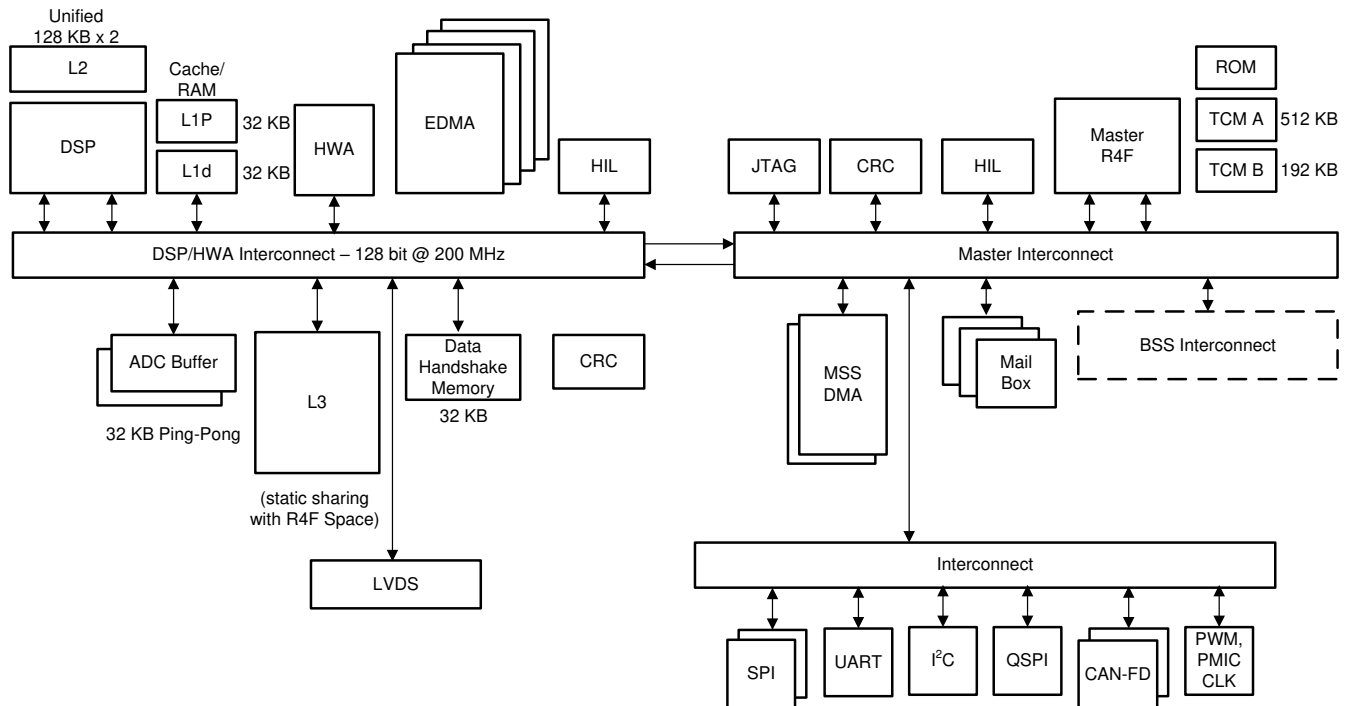 Unified
128 KB x 2
L2
Cache/
RAM
L1P
32 KB
DSP
L1d
32 KB
HWA
EDMA
HIL
JTAG
CRC
HIL
Master
R4F
ROM
TCM A
512 KB
TCM B
192 KB
DSP/HWA Interconnect – 128 bit @ 200 MHz
Master Interconnect
ADC Buffer
32 KB Ping-Pong
L3
(static sharing
with R4F Space)
Data
Handshake
Memory
32 KB
CRC
LVDS
MSS
DMA
Mail
Box
BSS Interconnect
Interconnect
SPI
UART
I²C
QSPI
CAN-FD
PWM,
PMIC
CLK